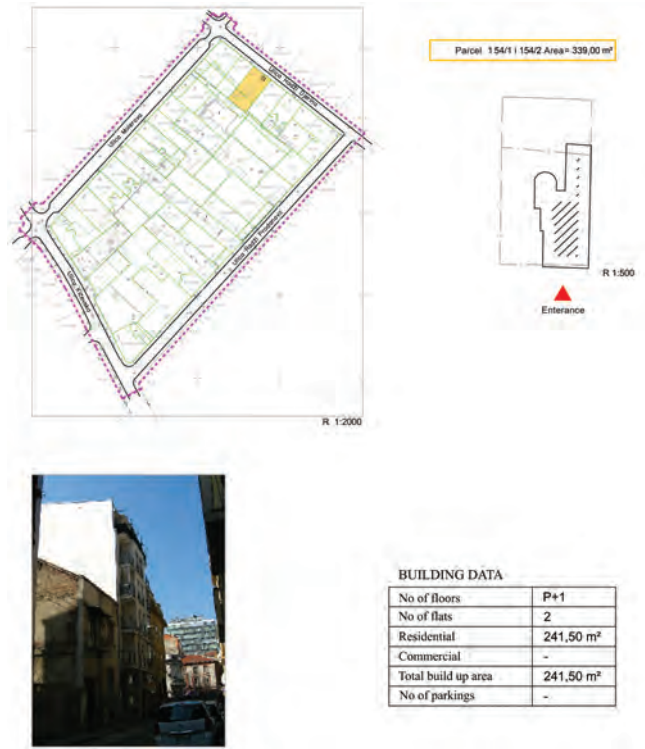 Parcel 154/1 i 154/2 Area= 339,00 m²
Ulica Molerova
R 1:500
Enterance
R 1:2000
BUILDING DATA
No of floors P+1
No of flats 2
Residential 241,50 m²
Commercial -
Total build up area 241,50 m²
No of parkings -